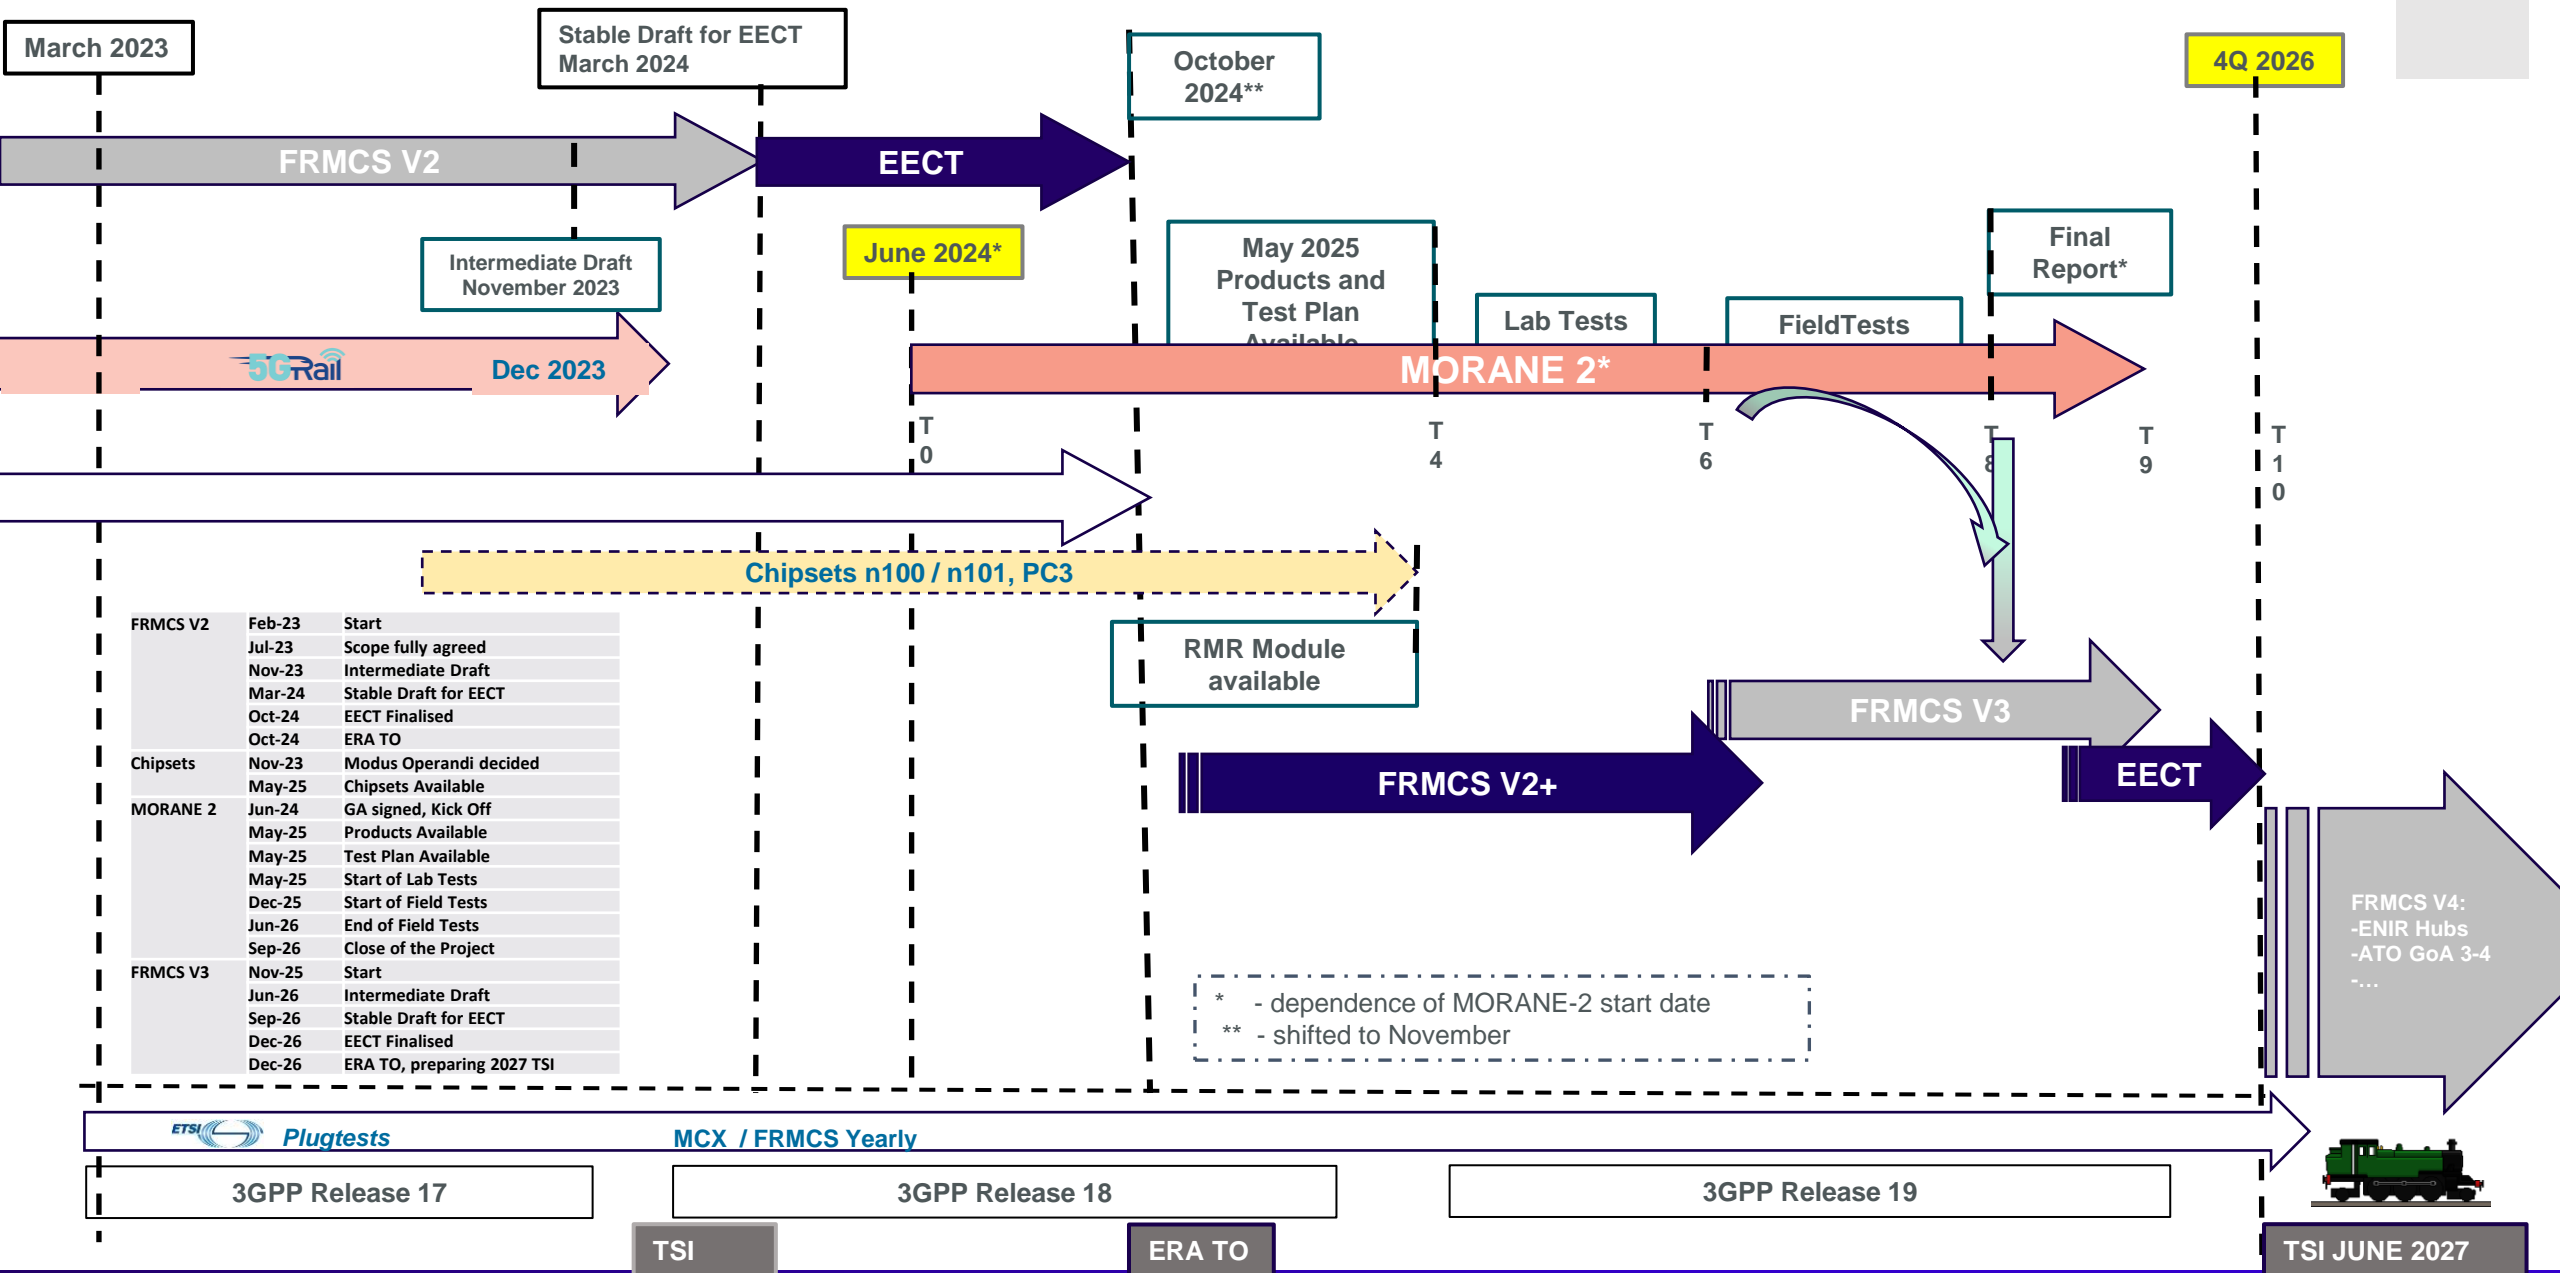 March 2023
Stable Draft for EECT
March 2024
October
2024**
4Q 2026
FRMCS V2
EECT
Intermediate Draft
November 2023
June 2024*
May 2025
Products and
Test Plan
Available
Lab Tests
FieldTests
Final
Report*
5GRail
Dec 2023
MORANE 2*
T
0
T
4
T
6
T
8
T
9
T
1
0
Chipsets n100 / n101, PC3
RMR Module
available
FRMCS V2 Feb-23 Start
Jul-23 Scope fully agreed
Nov-23 Intermediate Draft
Mar-24 Stable Draft for EECT
Oct-24 EECT Finalised
Oct-24 ERA TO
Chipsets Nov-23 Modus Operandi decided
May-25 Chipsets Available
MORANE 2 Jun-24 GA signed, Kick Off
May-25 Products Available
May-25 Test Plan Available
May-25 Start of Lab Tests
Dec-25 Start of Field Tests
Jun-26 End of Field Tests
Sep-26 Close of the Project
FRMCS V3 Nov-25 Start
Jun-26 Intermediate Draft
Sep-26 Stable Draft for EECT
Dec-26 EECT Finalised
Dec-26 ERA TO, preparing 2027 TSI
FRMCS V3
FRMCS V2+
EECT
FRMCS V4:
-ENIR Hubs
-ATO GoA 3-4
-...
* - dependence of MORANE-2 start date
** - shifted to November
ETSI Plugtests
MCX / FRMCS Yearly
3GPP Release 17
3GPP Release 18
3GPP Release 19
TSI
ERA TO
TSI JUNE 2027